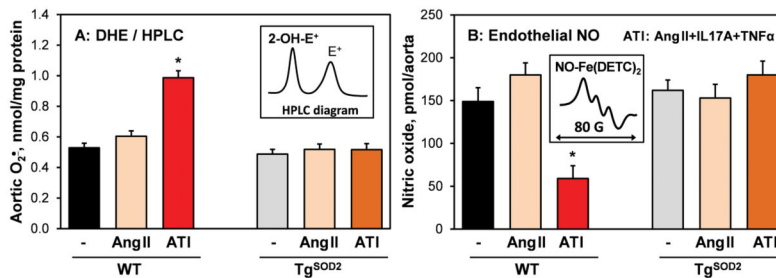 A: DHE / HPLC
Aortic O₂•̄, nmol/mg protein
1.4
1.2
1.0
0.8
0.6
0.4
0.2
0.0
*
2-OH-E⁺
E⁺
HPLC diagram
- AngII ATI - AngII ATI
WT Tg^SOD2
B: Endothelial NO ATI: AngII+IL17A+TNFα
Nitric oxide, pmol/aorta
250
200
150
100
50
0
NO-Fe(DETC)₂
80 G
*
- AngII ATI - AngII ATI
WT Tg^SOD2